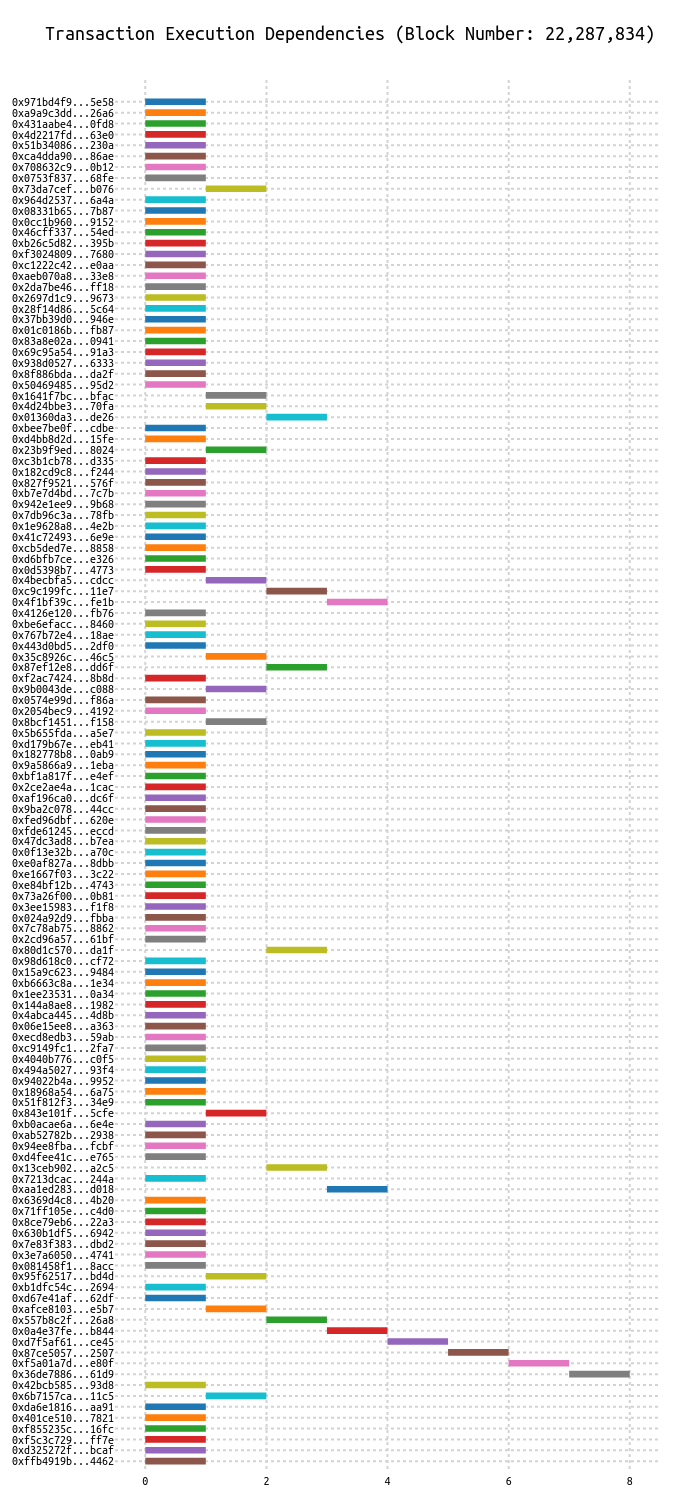 Transaction Execution Dependencies (Block Number: 22,287,834)
0x971bd4f9...5e58
0xa9a9c3dd...26a6
0x431aabe4...0fd8
0x4d2217fd...63e0
0x51b34086...230a
0xca4dda90...86ae
0x708632c9...0b12
0x0753f837...68fe
0x73da7cef...b076
0x964d2537...6a4a
0x08331b65...7b87
0x0cc1b960...9152
0x46cff337...54ed
0xb26c5d82...395b
0xf3024809...7680
0xc1222c42...e0aa
0xaeb070a8...33e8
0x2da7be46...ff18
0x2697d1c9...9673
0x28f14d86...5c64
0x37bb39d0...946e
0x01c0186b...fb87
0x83a8e02a...0941
0x69c95a54...91a3
0x938d0527...6333
0x8f886bda...da2f
0x50469485...95d2
0x1641f7bc...bfac
0x4d24bbe3...70fa
0x01360da3...de26
0xbee7be0f...cdbe
0xd4bb8d2d...15fe
0x23b9f9ed...8024
0xc3b1cb78...d335
0x182cd9c8...f244
0x827f9521...576f
0xb7e7d4bd...7c7b
0x942e1ee9...9b68
0x7db96c3a...78fb
0x1e9628a8...4e2b
0x41c72493...6e9e
0xcb5ded7e...8858
0xd6bfb7ce...e326
0x0d5398b7...4773
0x4becbfa5...cdcc
0xc9c199fc...11e7
0x4f1bf39c...fe1b
0x4126e120...fb76
0xbe6efacc...8460
0x767b72e4...18ae
0x443d0bd5...2df0
0x35c8926c...46c5
0x87ef12e8...dd6f
0xf2ac7424...8b8d
0x9b0043de...c088
0x0574e99d...f86a
0x2054bec9...4192
0x8bcf1451...f158
0x5b655fda...a5e7
0xd179b67e...eb41
0x182778b8...0ab9
0x9a5866a9...1eba
0xbf1a817f...e4ef
0x2ce2ae4a...1cac
0xaf196ca0...dc6f
0x9ba2c078...44cc
0xfed96dbf...620e
0xfde61245...eccd
0x47dc3ad8...b7ea
0x0f13e32b...a70c
0xe0af827a...8dbb
0xe1667f03...3c22
0xe84bf12b...4743
0x73a26f00...0b81
0x3ee15983...f1f8
0x024a92d9...fbba
0x7c78ab75...8862
0x2cd96a57...61bf
0x80d1c570...da1f
0x98d618c0...cf72
0x15a9c623...9484
0xb6663c8a...1e34
0x1ee23531...0a34
0x144a8ae8...1982
0x4abca445...4d8b
0x06e15ee8...a363
0xecd8edb3...59ab
0xc9149fc1...2fa7
0x4040b776...c0f5
0x494a5027...93f4
0x94022b4a...9952
0x18968a54...6a75
0x51f812f3...34e9
0x843e101f...5cfe
0xb0acae6a...6e4e
0xab52782b...2938
0x94ee8fba...fcbf
0xd4fee41c...e765
0x13ceb902...a2c5
0x7213dcac...244a
0xaa1ed283...d018
0x6369d4c8...4b20
0x71ff105e...c4d0
0x8ce79eb6...22a3
0x630b1df5...6942
0x7e83f383...dbd2
0x3e7a6050...4741
0x081458f1...8acc
0x95f62517...bd4d
0xb1dfc54c...2694
0xd67e41af...62df
0xafce8103...e5b7
0x557b8c2f...26a8
0x0a4e37fe...b844
0xd7f5af61...ce45
0x87ce5057...2507
0xf5a01a7d...e80f
0x36de7886...61d9
0x42bcb585...93d8
0x6b7157ca...11c5
0xda6e1816...aa91
0x401ce510...7821
0xf855235c...16fc
0xf5c3c729...ff7e
0xd325272f...bcaf
0xffb4919b...4462
0 2 4 6 8